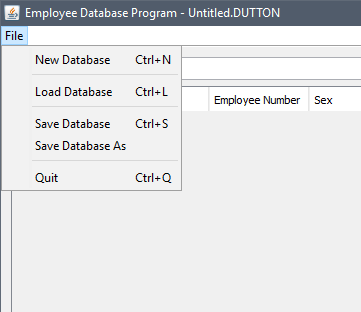 Employee Database Program - Untitled.DUTTON
File
New Database Ctrl+N
Load Database Ctrl+L
Employee Number Sex
Save Database Ctrl+S
Save Database As
Quit Ctrl+Q